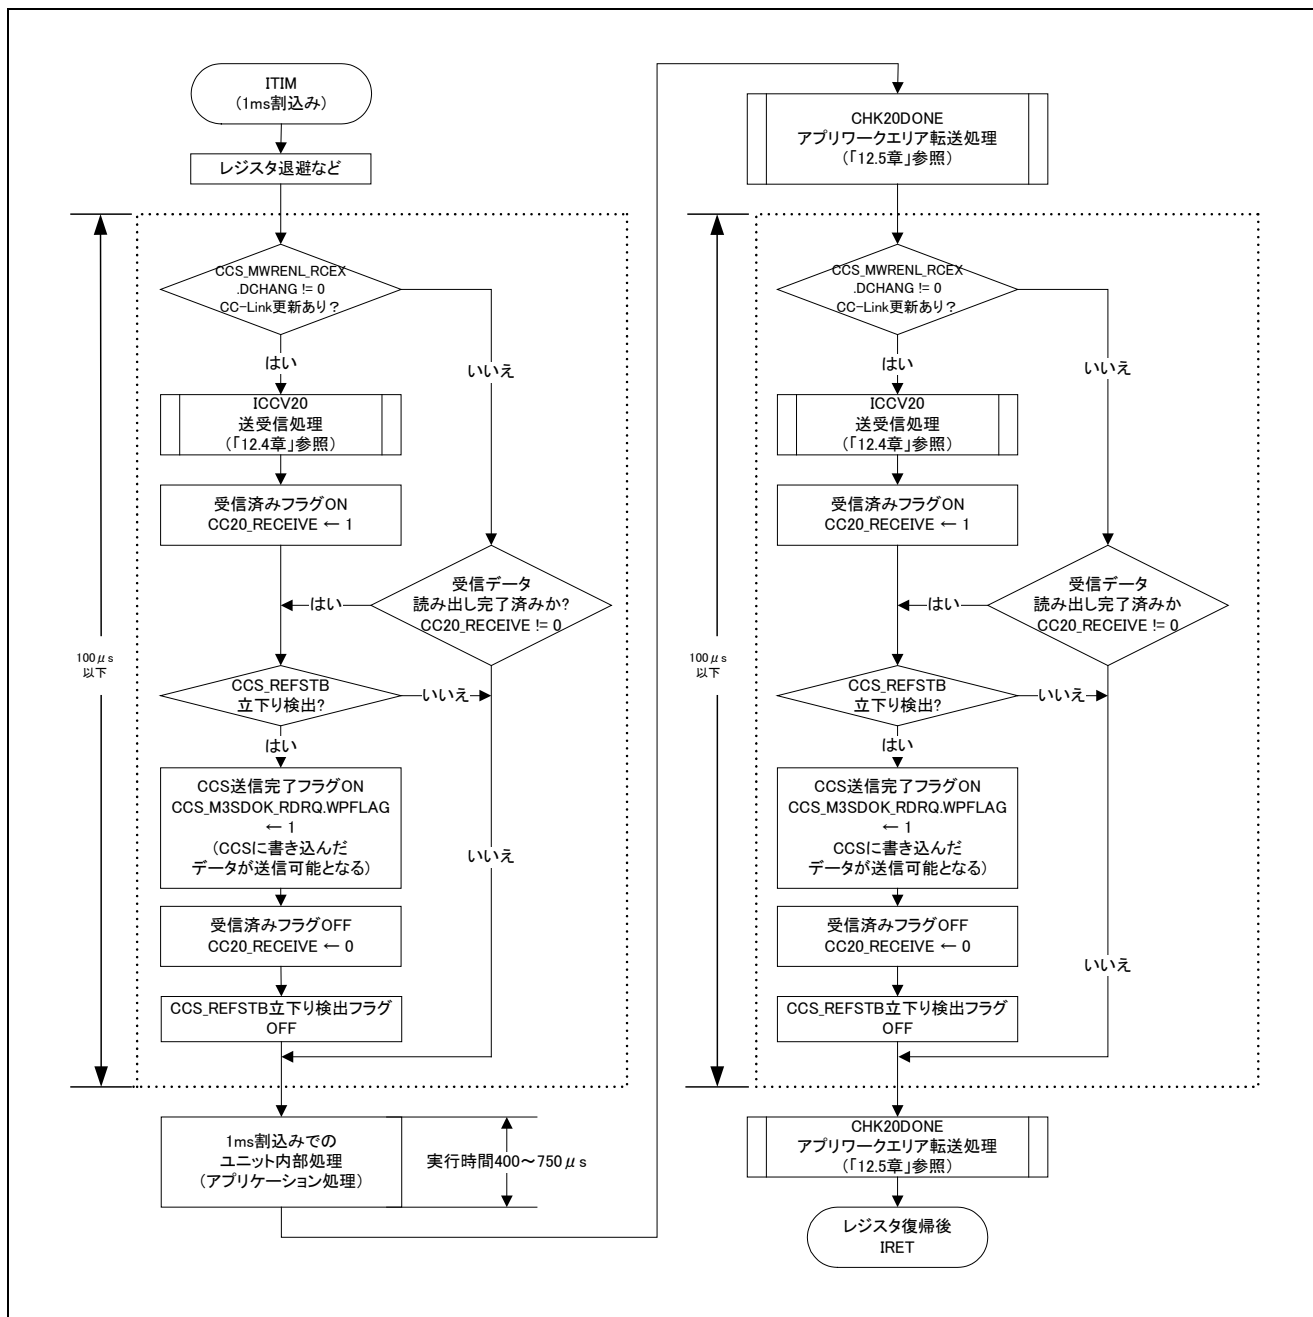 ITIM
(1ms割込み)
レジスタ退避など
100μs
以下
CCS_MWRENL_RCEX
.DCHANG != 0
CC-Link更新あり?
はい
いいえ
ICCV20
送受信処理
(「12.4章」参照)
受信済みフラグON
CC20_RECEIVE ← 1
受信データ
読み出し完了済みか?
CC20_RECEIVE != 0
はい
CCS_REFSTB
立下り検出?
いいえ
はい
CCS送信完了フラグON
CCS_M3SDOK_RDRQ.WPFLAG
← 1
(CCSに書き込んだ
データが送信可能となる)
いいえ
受信済みフラグOFF
CC20_RECEIVE ← 0
CCS_REFSTB立下り検出フラグ
OFF
1ms割込みでの
ユニット内部処理
(アプリケーション処理)
実行時間400~750μs
CHK20DONE
アプリワークエリア転送処理
(「12.5章」参照)
100μs
以下
CCS_MWRENL_RCEX
.DCHANG != 0
CC-Link更新あり?
はい
いいえ
ICCV20
送受信処理
(「12.4章」参照)
受信済みフラグON
CC20_RECEIVE ← 1
受信データ
読み出し完了済みか
CC20_RECEIVE != 0
はい
CCS_REFSTB
立下り検出?
いいえ
はい
CCS送信完了フラグON
CCS_M3SDOK_RDRQ.WPFLAG
← 1
(CCSに書き込んだ
データが送信可能となる)
受信済みフラグOFF
CC20_RECEIVE ← 0
いいえ
CCS_REFSTB立下り検出フラグ
OFF
CHK20DONE
アプリワークエリア転送処理
(「12.5章」参照)
レジスタ復帰後
IRET